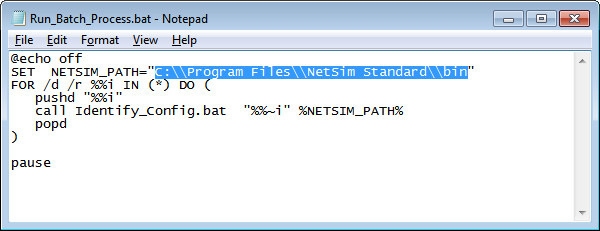 Run_Batch_Process.bat - Notepad
File Edit Format View Help
@echo off
SET  NETSIM_PATH="C:\\Program Files\\NetSim Standard\\bin"
FOR /d /r %%i IN (*) DO (
   pushd "%%i"
   call Identify_Config.bat  "%%~i" %NETSIM_PATH%
   popd
)
pause